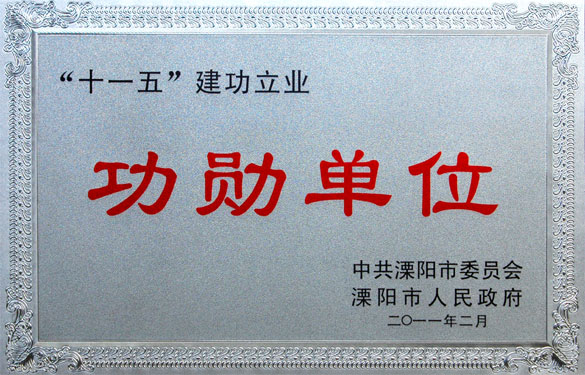 “十一五”建功立业
功勋单位
中共溧阳市委员会
溧阳市人民政府
二〇一一年二月